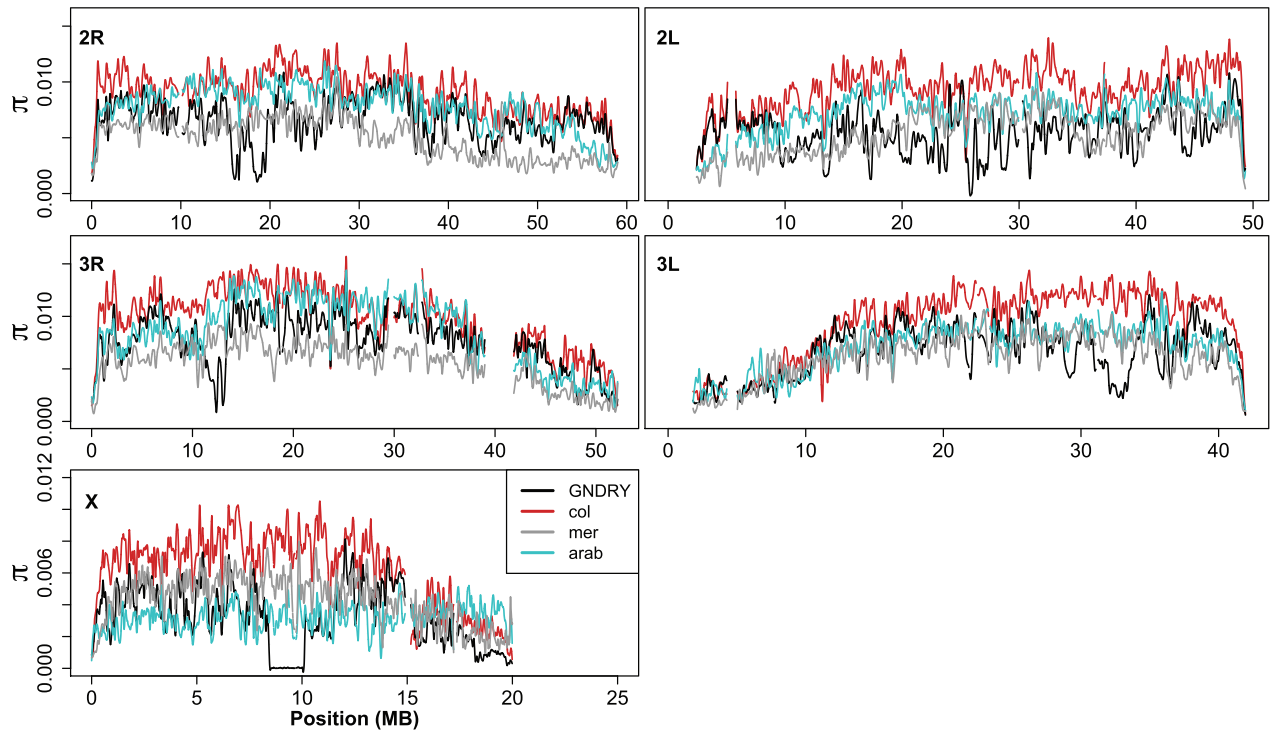 2R
π
0.000
0.010
0 10 20 30 40 50 60
2L
0 10 20 30 40 50
3R
π
0.000
0.010
0 10 20 30 40 50
3L
0 10 20 30 40
X
π
0.000
0.006
0.012
GNDRY
col
mer
arab
0 5 10 15 20 25
Position (MB)